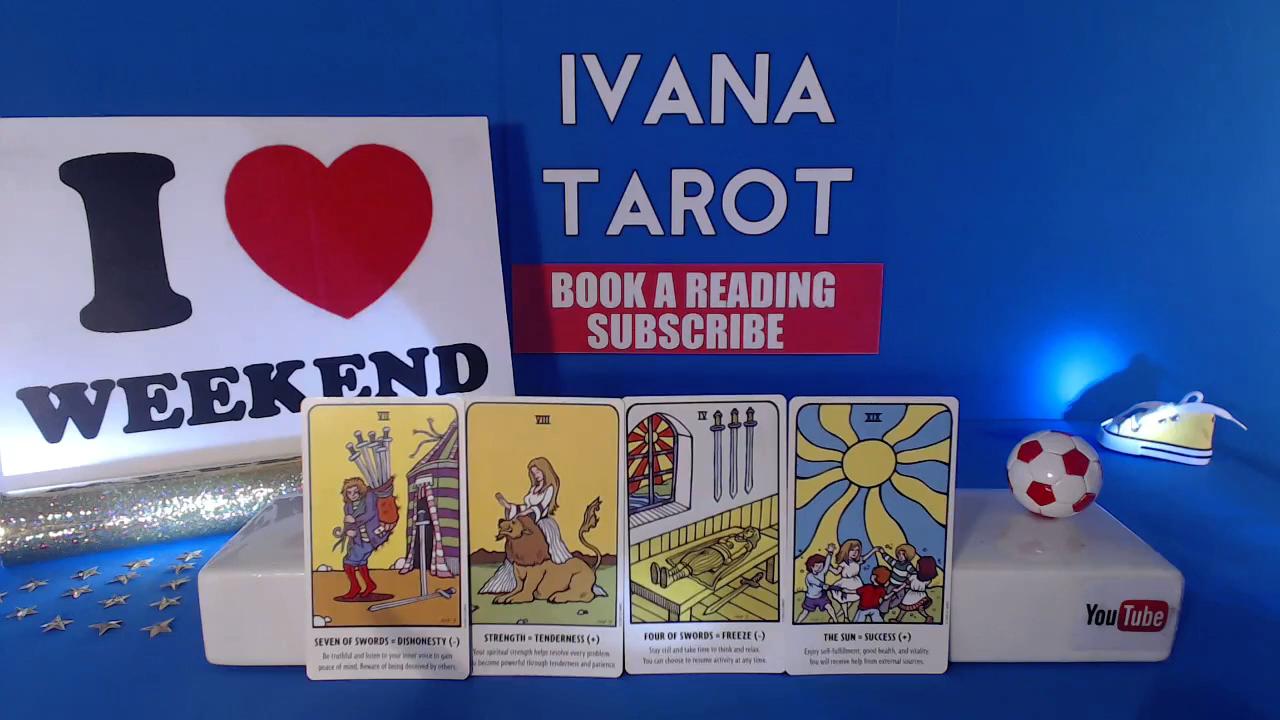 I
WEEKEND
IVANA
TAROT
BOOK A READING
SUBSCRIBE
VII
SEVEN OF SWORDS = DISHONESTY (-)
Be truthful and listen to your inner voice to gain
peace of mind. Beware of being deceived by others.
VIII
STRENGTH = TENDERNESS (+)
Your spiritual strength helps resolve every problem.
become powerful through tenderness and patience
IV
FOUR OF SWORDS = FREEZE (-)
Stay still and take time to think and relax.
You can choose to resume activity at any time.
XIX
THE SUN = SUCCESS (+)
Enjoy self-fulfillment, good health, and vitality.
You will receive help from external sources.
YouTube